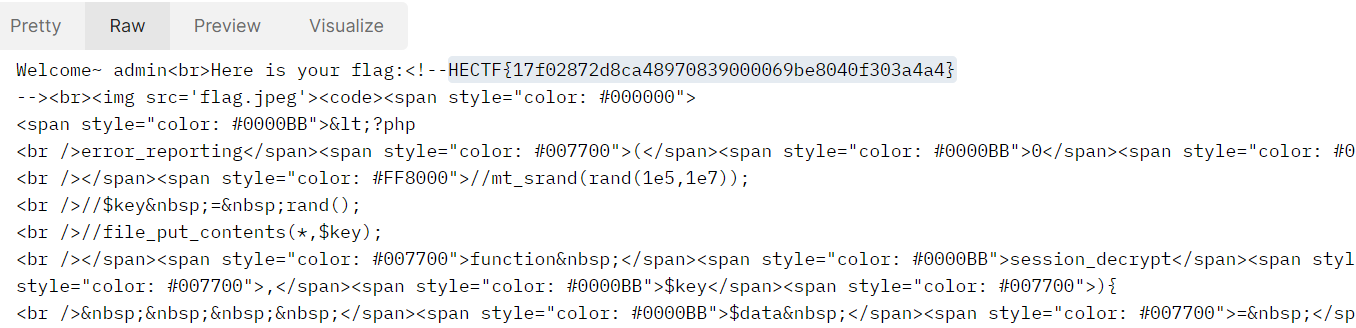 Pretty Raw Preview Visualize
Welcome~ admin<br>Here is your flag:<!--HECTF{17f02872d8ca48970839000069be8040f303a4a4}
--><br><img src='flag.jpeg'><code><span style="color: #000000">
<span style="color: #0000BB">&lt;?php
<br />error_reporting</span><span style="color: #007700">(</span><span style="color: #0000BB">0</span><span style="color: #0
<br /></span><span style="color: #FF8000">//mt_srand(rand(1e5,1e7));
<br />//$key&nbsp;=&nbsp;rand();
<br />//file_put_contents(*,$key);
<br /></span><span style="color: #007700">function&nbsp;</span><span style="color: #0000BB">session_decrypt</span><span styl
style="color: #007700">,</span><span style="color: #0000BB">$key</span><span style="color: #007700">){
<br />&nbsp;&nbsp;&nbsp;&nbsp;</span><span style="color: #0000BB">$data&nbsp;</span><span style="color: #007700">=&nbsp;</sp